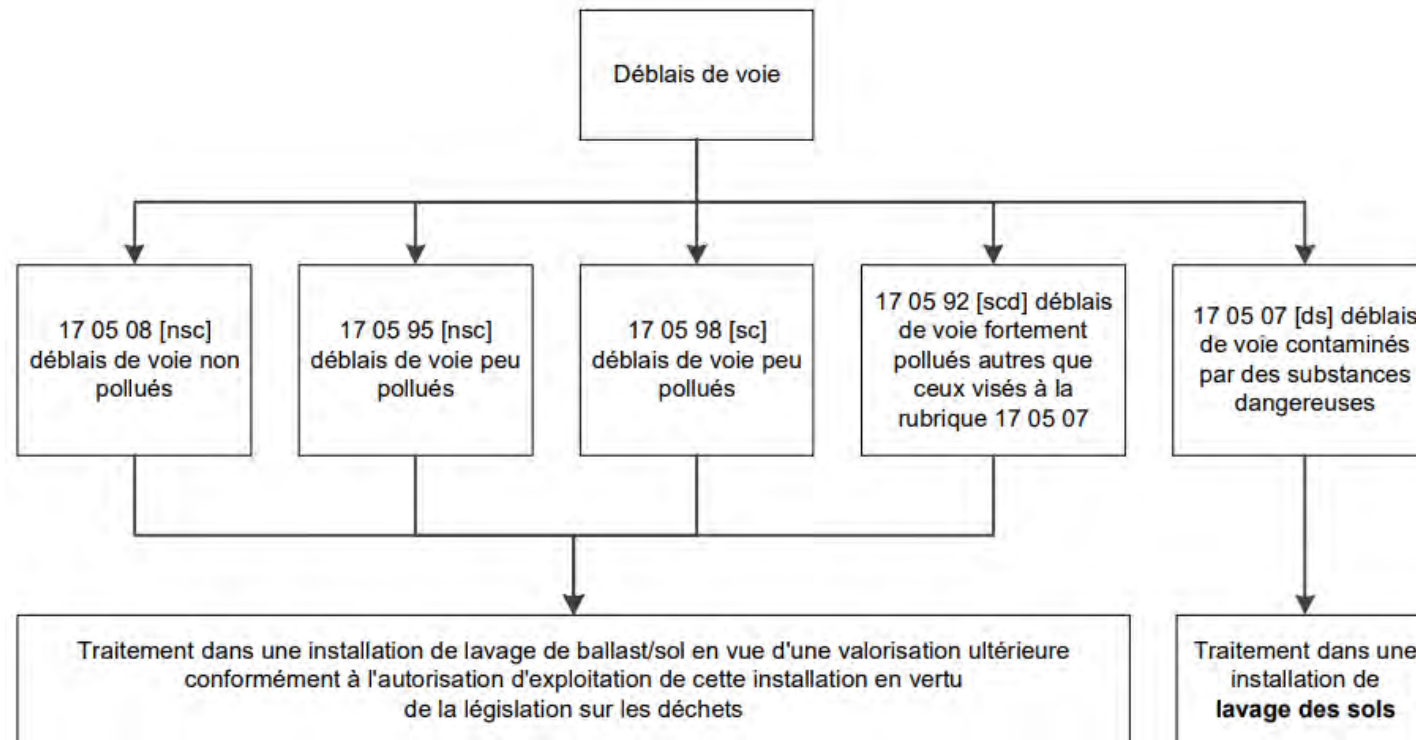 Déblais de voie
17 05 08 [nsc]
déblais de voie non
pollués
17 05 95 [nsc]
déblais de voie peu
pollués
17 05 98 [sc]
déblais de voie peu
pollués
17 05 92 [scd] déblais
de voie fortement
pollués autres que
ceux visés à la
rubrique 17 05 07
17 05 07 [ds] déblais
de voie contaminés
par des substances
dangereuses
Traitement dans une installation de lavage de ballast/sol en vue d'une valorisation ultérieure
conformément à l'autorisation d'exploitation de cette installation en vertu
de la législation sur les déchets
Traitement dans une
installation de
lavage des sols